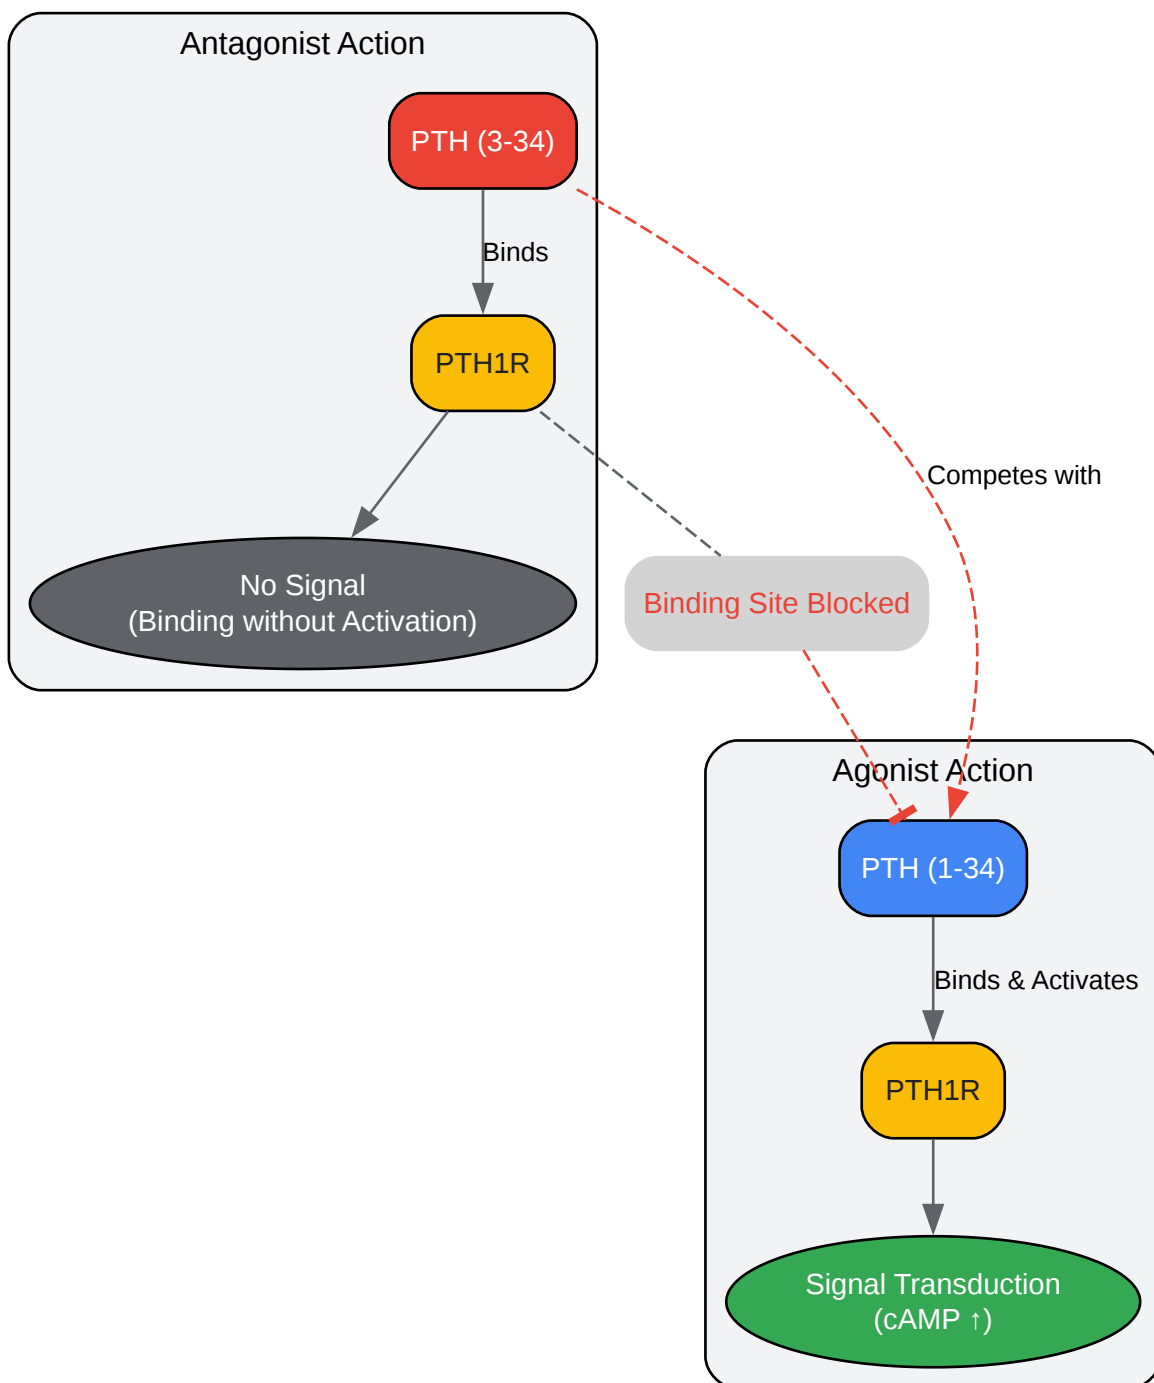 Antagonist Action
PTH (3-34)
Binds
PTH1R
Competes with
No Signal
(Binding without Activation)
Binding Site Blocked
Agonist Action
PTH (1-34)
Binds & Activates
PTH1R
Signal Transduction
(cAMP ↑)